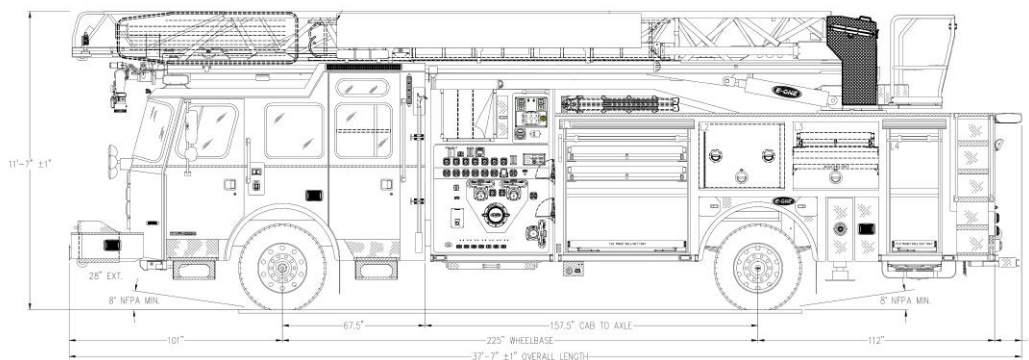 E-ONE
E-ONE
11'-7" ±1"
TYPHOON
28" EXT.
8° NFPA MIN.
8° NFPA MIN.
67.5"
157.5" CAB TO AXLE
101"
225" WHEELBASE
112"
37'-7" ±1" OVERALL LENGTH